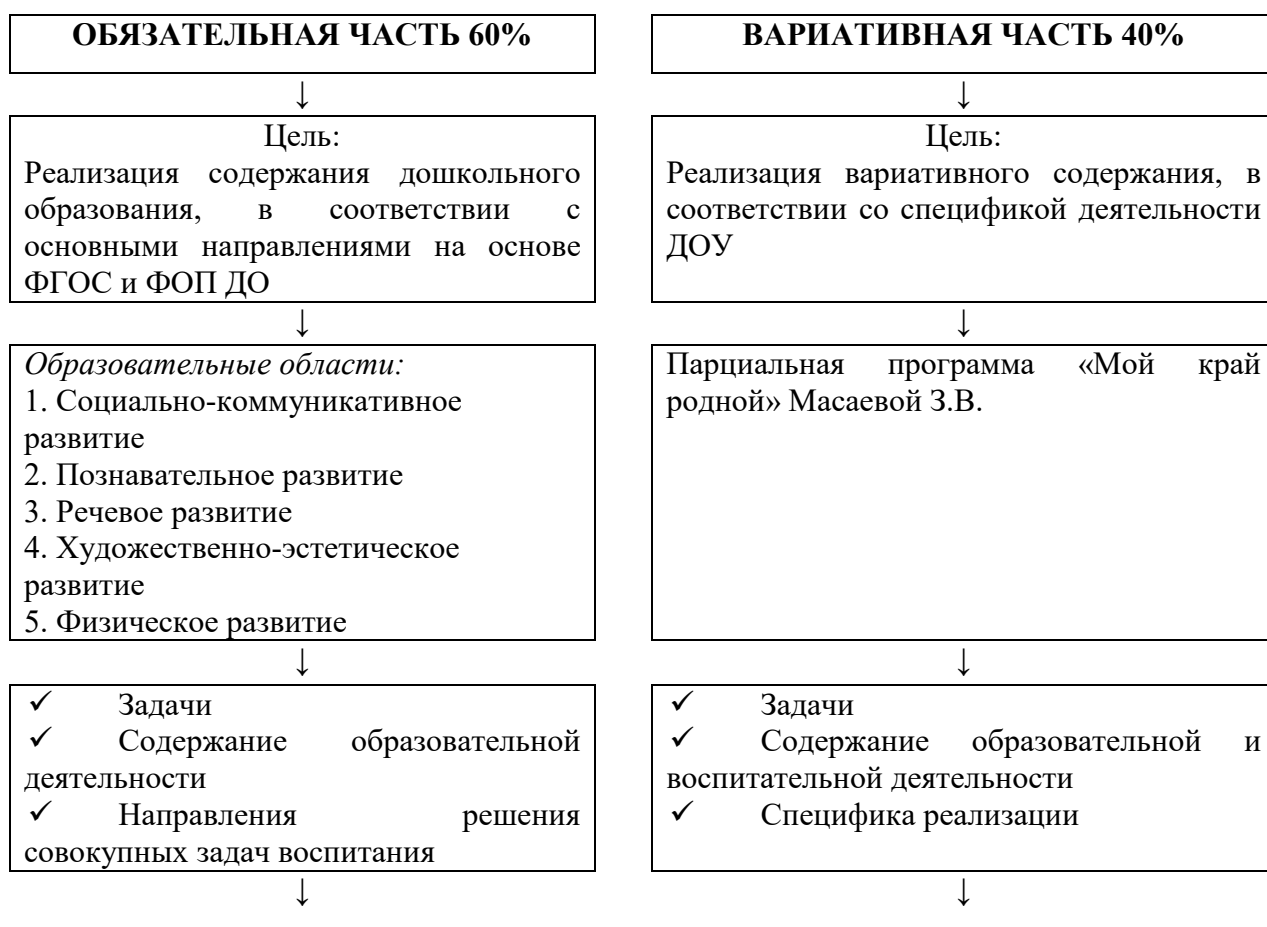 ОБЯЗАТЕЛЬНАЯ ЧАСТЬ 60%
↓
Цель:
Реализация содержания дошкольного
образования, в соответствии с
основными направлениями на основе
ФГОС и ФОП ДО
↓
Образовательные области:
1. Социально-коммуникативное
развитие
2. Познавательное развитие
3. Речевое развитие
4. Художественно-эстетическое
развитие
5. Физическое развитие
↓
✓ Задачи
✓ Содержание образовательной
деятельности
✓ Направления решения
совокупных задач воспитания
↓
ВАРИАТИВНАЯ ЧАСТЬ 40%
↓
Цель:
Реализация вариативного содержания, в
соответствии со спецификой деятельности
ДОУ
↓
Парциальная программа «Мой край
родной» Масаевой З.В.
↓
✓ Задачи
✓ Содержание образовательной и
воспитательной деятельности
✓ Специфика реализации
↓